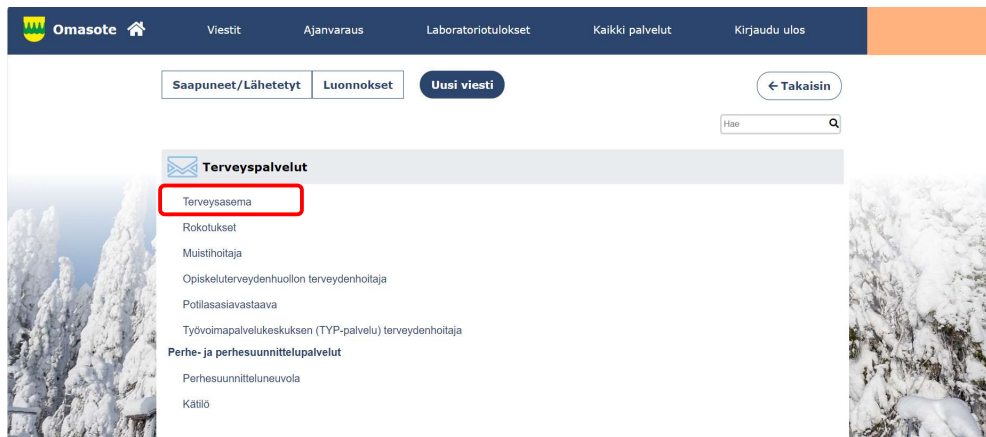 Omasote Viestit Ajanvaraus Laboratoriotulokset Kaikki palvelut Kirjaudu ulos
Saapuneet/Lähetetyt Luonnokset Uusi viesti Takaisin
Hae
Terveyspalvelut
Terveysasema
Rokotukset
Muistihoitaja
Opiskeluterveydenhuollon terveydenhoitaja
Potilasasiavastaava
Työvoimapalvelukeskuksen (TYP-palvelu) terveydenhoitaja
Perhe- ja perhesuunnittelupalvelut
Perhesuunnitteluneuvola
Kätilö